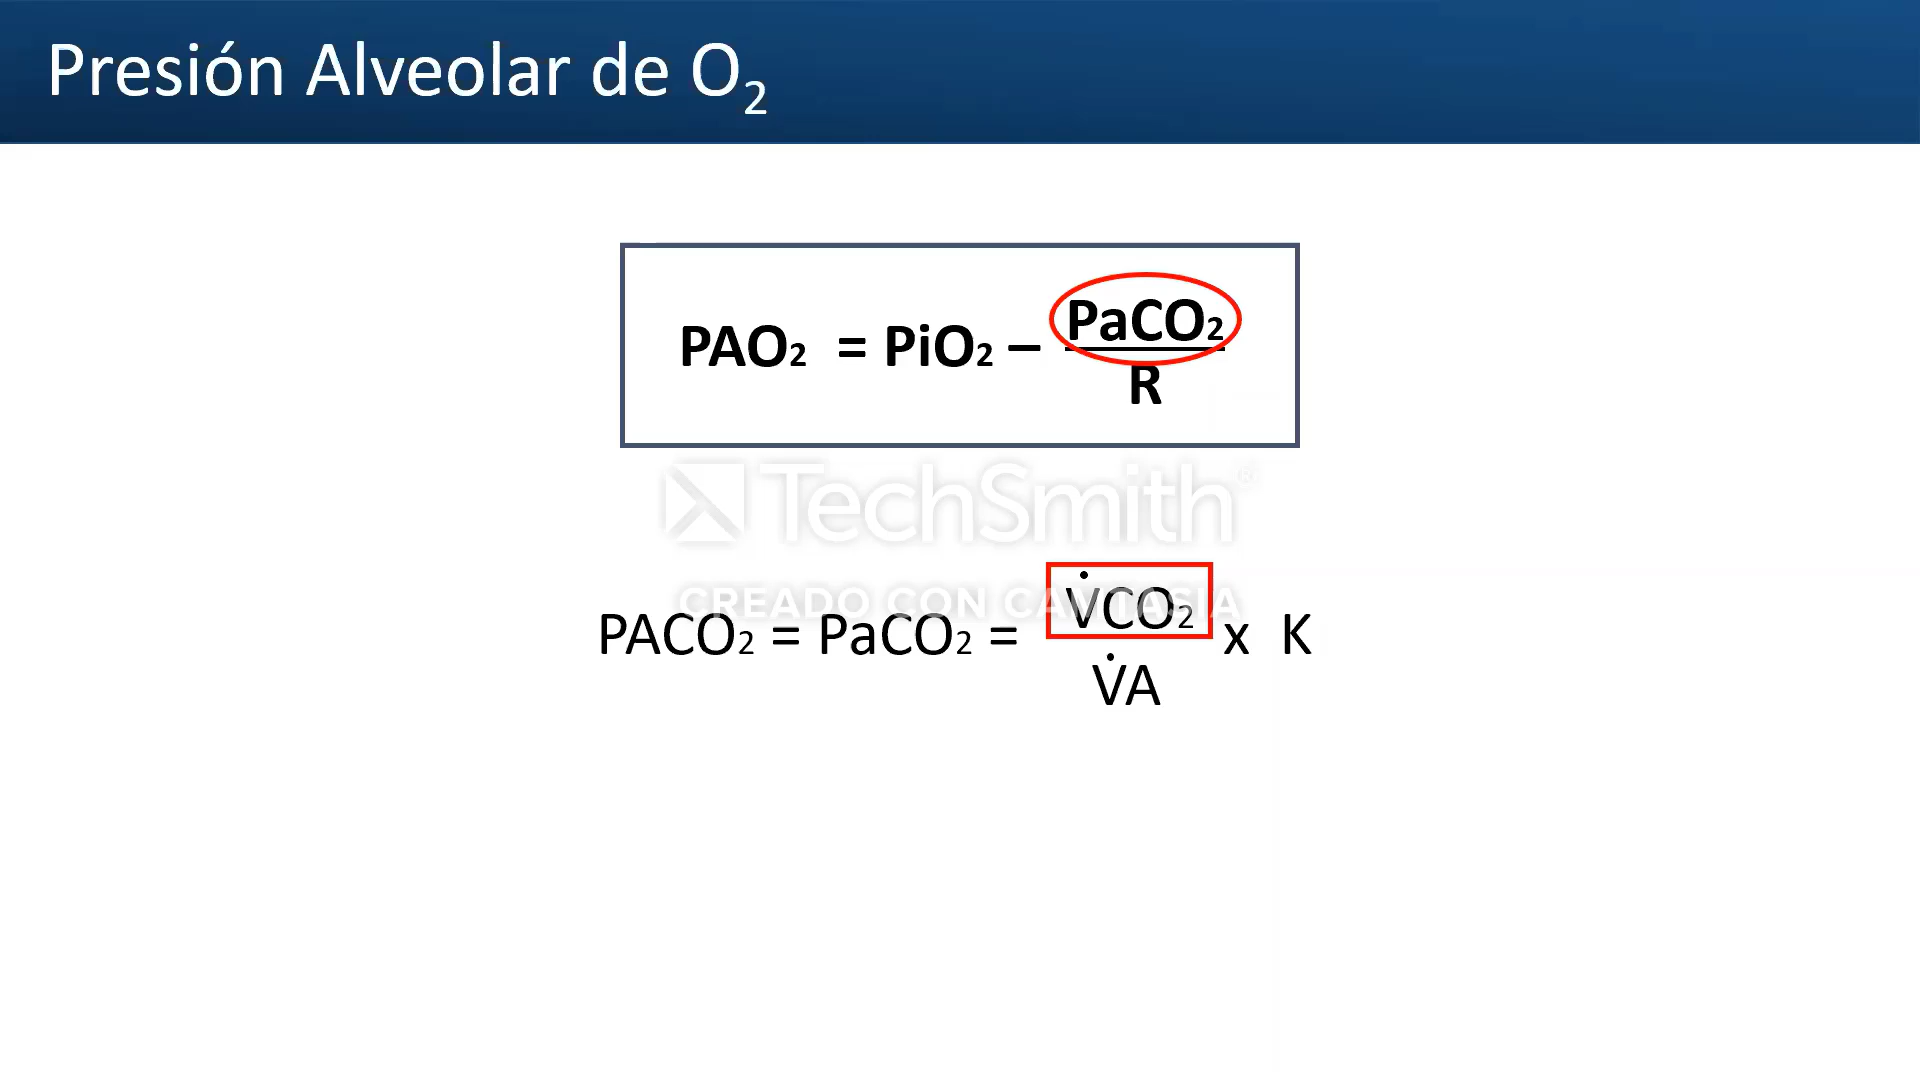 Presión Alveolar de O₂
PAO₂ = PiO₂ – PaCO₂
R
TechSmith®
CREADO CON CAMTASIA
PACO₂ = PaCO₂ = V̇CO₂ x K
V̇A